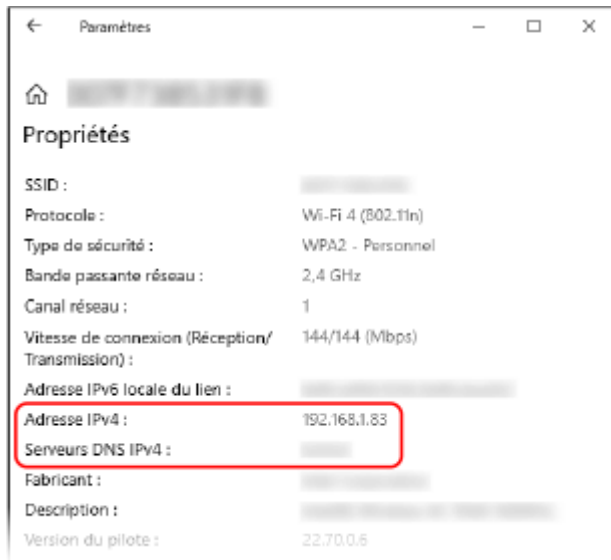 Paramètres
Propriétés
SSID :
Protocole : Wi-Fi 4 (802.11n)
Type de sécurité : WPA2 - Personnel
Bande passante réseau : 2,4 GHz
Canal réseau : 1
Vitesse de connexion (Réception/ 144/144 (Mbps)
Transmission) :
Adresse IPv6 locale du lien :
Adresse IPv4 : 192.168.1.83
Serveurs DNS IPv4 :
Fabricant :
Description :
Version du pilote : 22.70.0.6